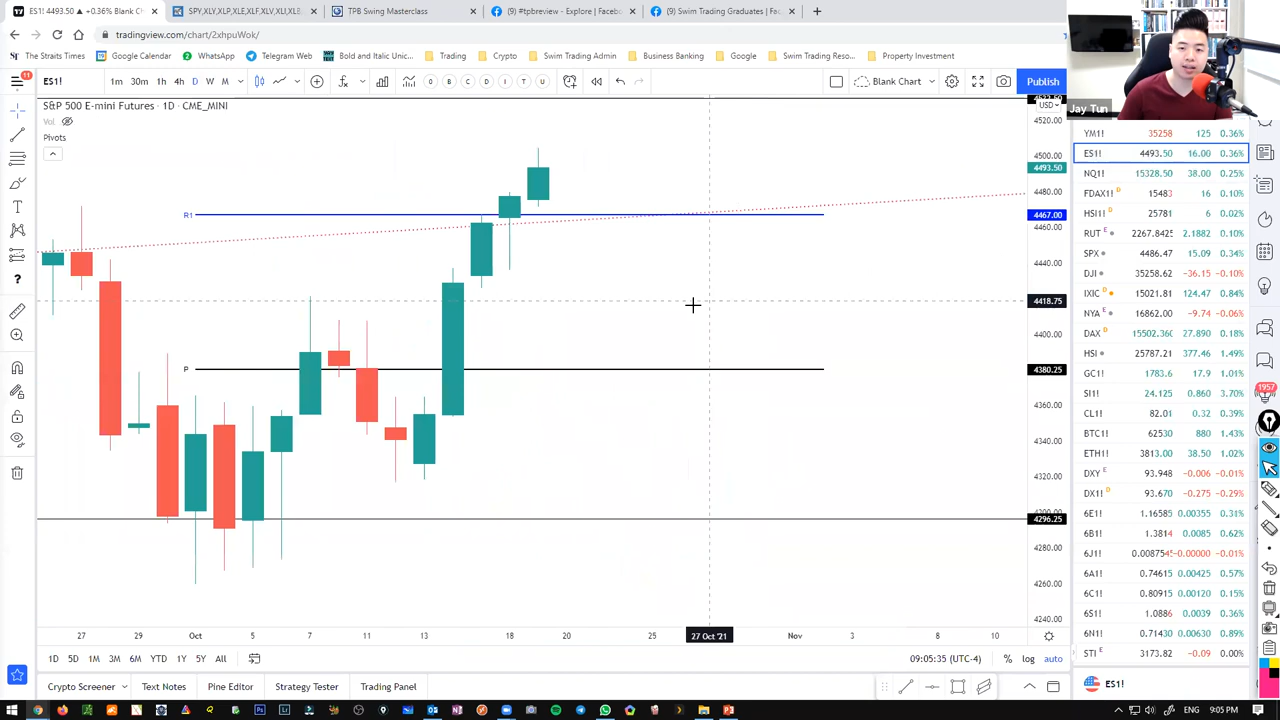 ES1! 4493.50 ▲ +0.36% Blank Ch
SPY,XLY,XLP,XLE,XLF,XLV,XLI,XLB
TPB Swing Masterclass
(9) #tpbreview - Explore | Facebo
(9) Swim Trading Graduates | Face
tradingview.com/chart/2xhpuWok/
The Straits Times
Google Calendar
WhatsApp
Telegram Web
Bold and Italic Uni...
Trading
Crypto
Swim Trading Admin
Business Banking
Google
Swim Trading Reso...
Property Investment
11
ES1!
1m 30m 1h 4h D W M
Blank Chart
Publish
Jay Tun
S&P 500 E-mini Futures · 1D · CME_MINI
Vol
Pivots
USD
R1
P
4520.00
4500.00
4493.50
4480.00
4467.00
4460.00
4440.00
4418.75
4400.00
4380.25
4360.00
4340.00
4320.00
4296.25
4280.00
4260.00
4240.00
27 29 Oct 5 7 11 13 18 20 25 27 Oct '21 Nov 3 8 10
YM1! 35258 125 0.36%
ES1! 4493.50 16.00 0.36%
NQ1! 15328.50 38.00 0.25%
FDAX1! D 15483 16 0.10%
HSI1! D 25781 6 0.02%
RUT E 2267.8425 2.1882 0.10%
SPX 4486.47 15.09 0.34%
DJI 35258.62 -36.15 -0.10%
IXIC D 15021.81 124.47 0.84%
NYA 16862.00 -9.74 -0.06%
DAX 15502.360 27.890 0.18%
HSI 25787.21 377.46 1.49%
GC1! 1783.6 17.9 1.01%
SI1! 24.125 0.860 3.70%
CL1! 82.01 0.32 0.39%
BTC1! 62530 880 1.43%
ETH1! 3813.00 38.50 1.02%
DXY E 93.948 -0.006 -0.01%
DX1! D 93.670 -0.275 -0.29%
6E1! 1.16585 0.00355 0.31%
6B1! 1.3814 0.0085 0.62%
6J1! 0.0087545 -0.00000 -0.01%
6A1! 0.74615 0.00425 0.57%
6C1! 0.80915 0.00120 0.15%
6S1! 1.0886 0.0039 0.36%
6N1! 0.71430 0.00630 0.89%
STI E 3173.82 -0.09 0.00%
1957
1D 5D 1M 3M 6M YTD 1Y 5Y All
09:05:35 (UTC-4)
% log auto
Crypto Screener
Text Notes
Pine Editor
Strategy Tester
Trading Panel
ES1!
ENG 9:05 PM